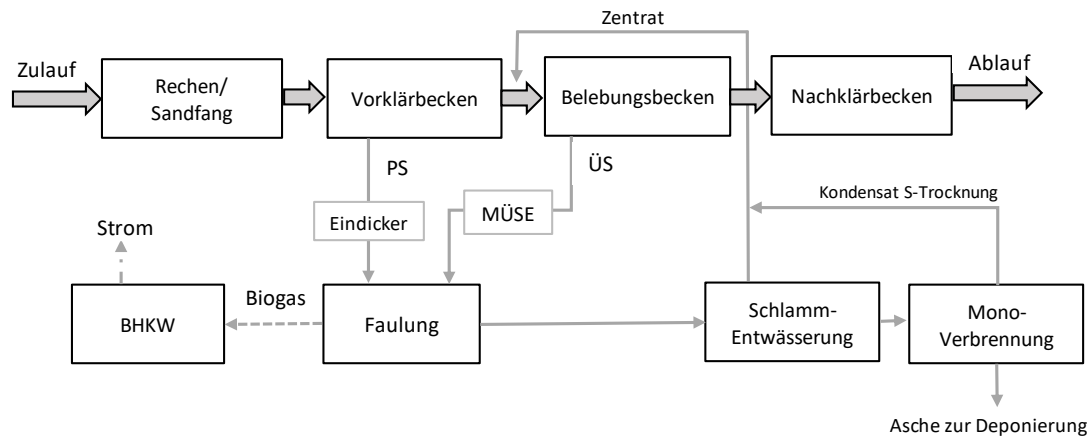 Zentrat
Zulauf
Rechen/
Sandfang
Vorklärbecken
Belebungsbecken
Nachklärbecken
Ablauf
PS
ÜS
Eindicker
MÜSE
Kondensat S-Trocknung
Strom
BHKW
Biogas
Faulung
Schlamm-
Entwässerung
Mono-
Verbrennung
Asche zur Deponierung